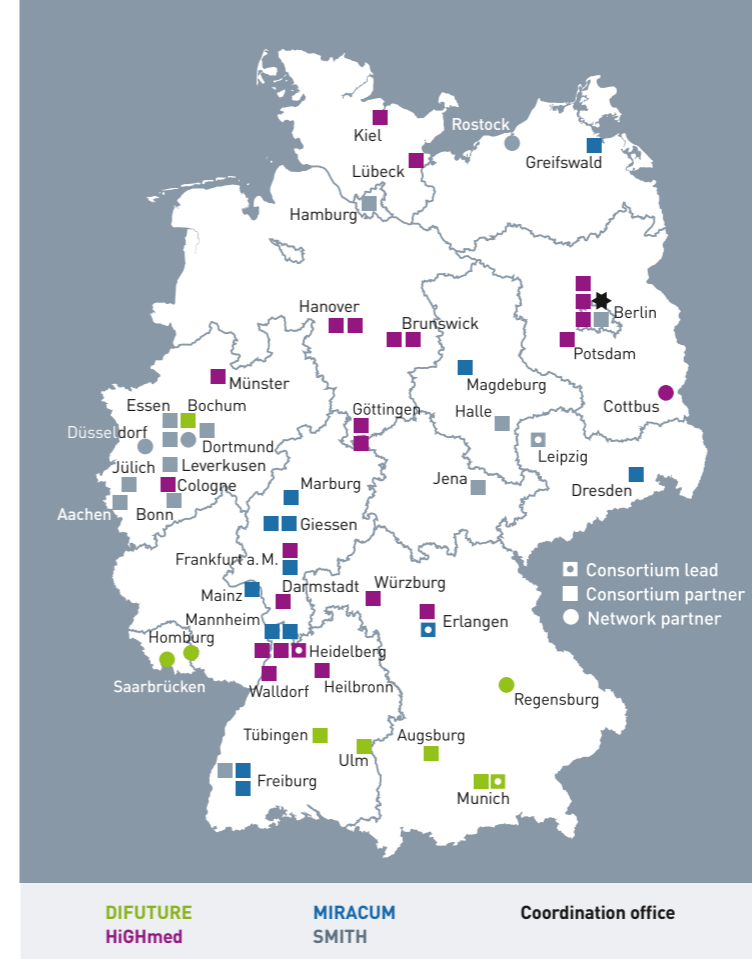 Kiel
Rostock
Lübeck
Greifswald
Hamburg
Hanover
Brunswick
Berlin
Potsdam
Münster
Magdeburg
Cottbus
Essen
Bochum
Göttingen
Halle
Düsseldorf
Dortmund
Leipzig
Jülich
Leverkusen
Cologne
Marburg
Jena
Dresden
Aachen
Bonn
Giessen
Frankfurt a. M.
Consortium lead
Mainz
Darmstadt
Würzburg
Consortium partner
Mannheim
Erlangen
Network partner
Homburg
Heidelberg
Saarbrücken
Walldorf
Heilbronn
Regensburg
Tübingen
Augsburg
Ulm
Freiburg
Munich
DIFUTURE
MIRACUM
Coordination office
HiGHmed
SMITH